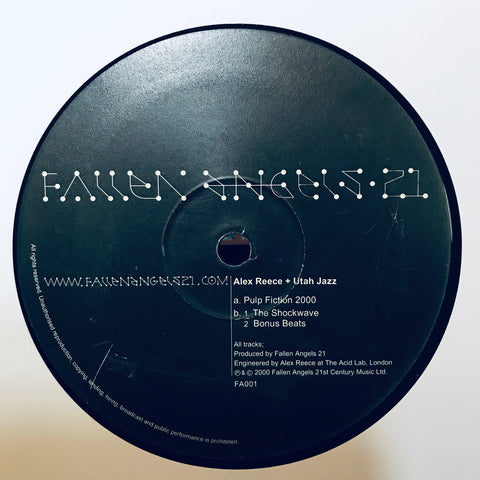 FALLEN ANGELS·21
WWW.FALLENANGELS21.COM
Alex Reece + Utah Jazz
a. Pulp Fiction 2000
b. 1 The Shockwave
2 Bonus Beats
All tracks:
Produced by Fallen Angels 21
Engineered by Alex Reece at The Acid Lab, London
℗ & © 2000 Fallen Angels 21st Century Music Ltd.
FA001
All rights reserved. Unauthorised reproduction, copying, lending, hiring, broadcast and public performance is prohibited.